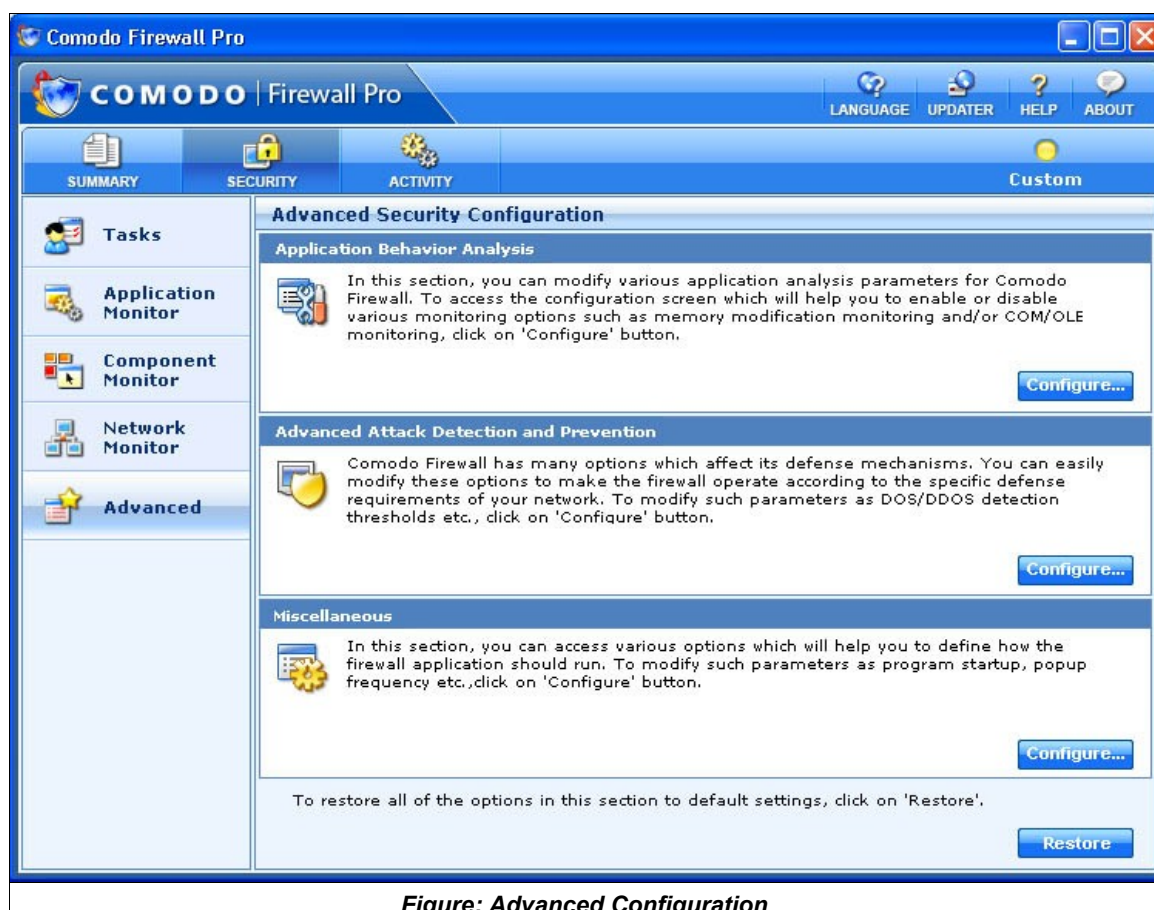 Comodo Firewall Pro
COMODO | Firewall Pro
LANGUAGE UPDATER HELP ABOUT
SUMMARY SECURITY ACTIVITY
Custom
Tasks
Application
Monitor
Component
Monitor
Network
Monitor
Advanced
Advanced Security Configuration
Application Behavior Analysis
In this section, you can modify various application analysis parameters for Comodo
Firewall. To access the configuration screen which will help you to enable or disable
various monitoring options such as memory modification monitoring and/or COM/OLE
monitoring, click on 'Configure' button.
Configure...
Advanced Attack Detection and Prevention
Comodo Firewall has many options which affect its defense mechanisms. You can easily
modify these options to make the firewall operate according to the specific defense
requirements of your network. To modify such parameters as DOS/DDOS detection
thresholds etc., click on 'Configure' button.
Configure...
Miscellaneous
In this section, you can access various options which will help you to define how the
firewall application should run. To modify such parameters as program startup, popup
frequency etc.,click on 'Configure' button.
Configure...
To restore all of the options in this section to default settings, click on 'Restore'.
Restore
Figure: Advanced Configuration